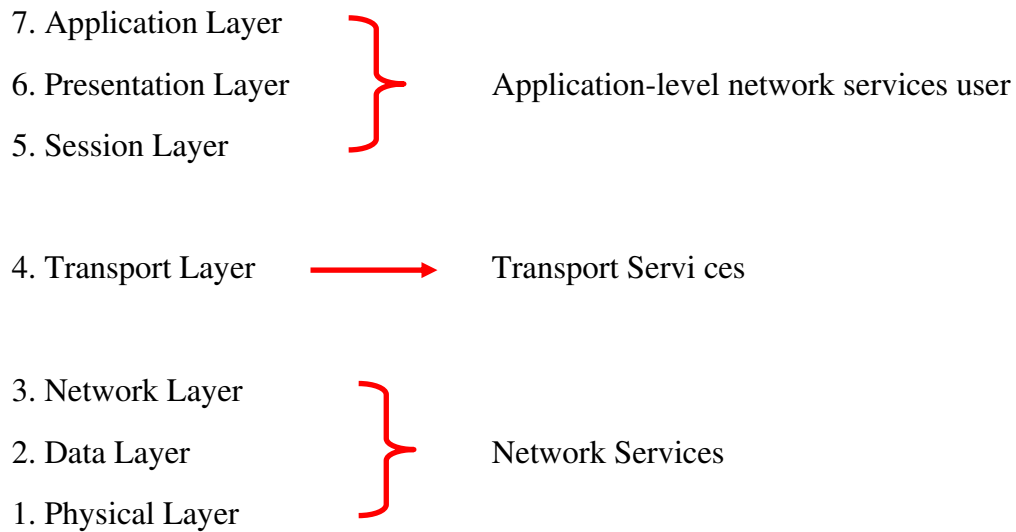 7. Application Layer
6. Presentation Layer Application-level network services user
5. Session Layer
4. Transport Layer Transport Servi ces
3. Network Layer
2. Data Layer Network Services
1. Physical Layer